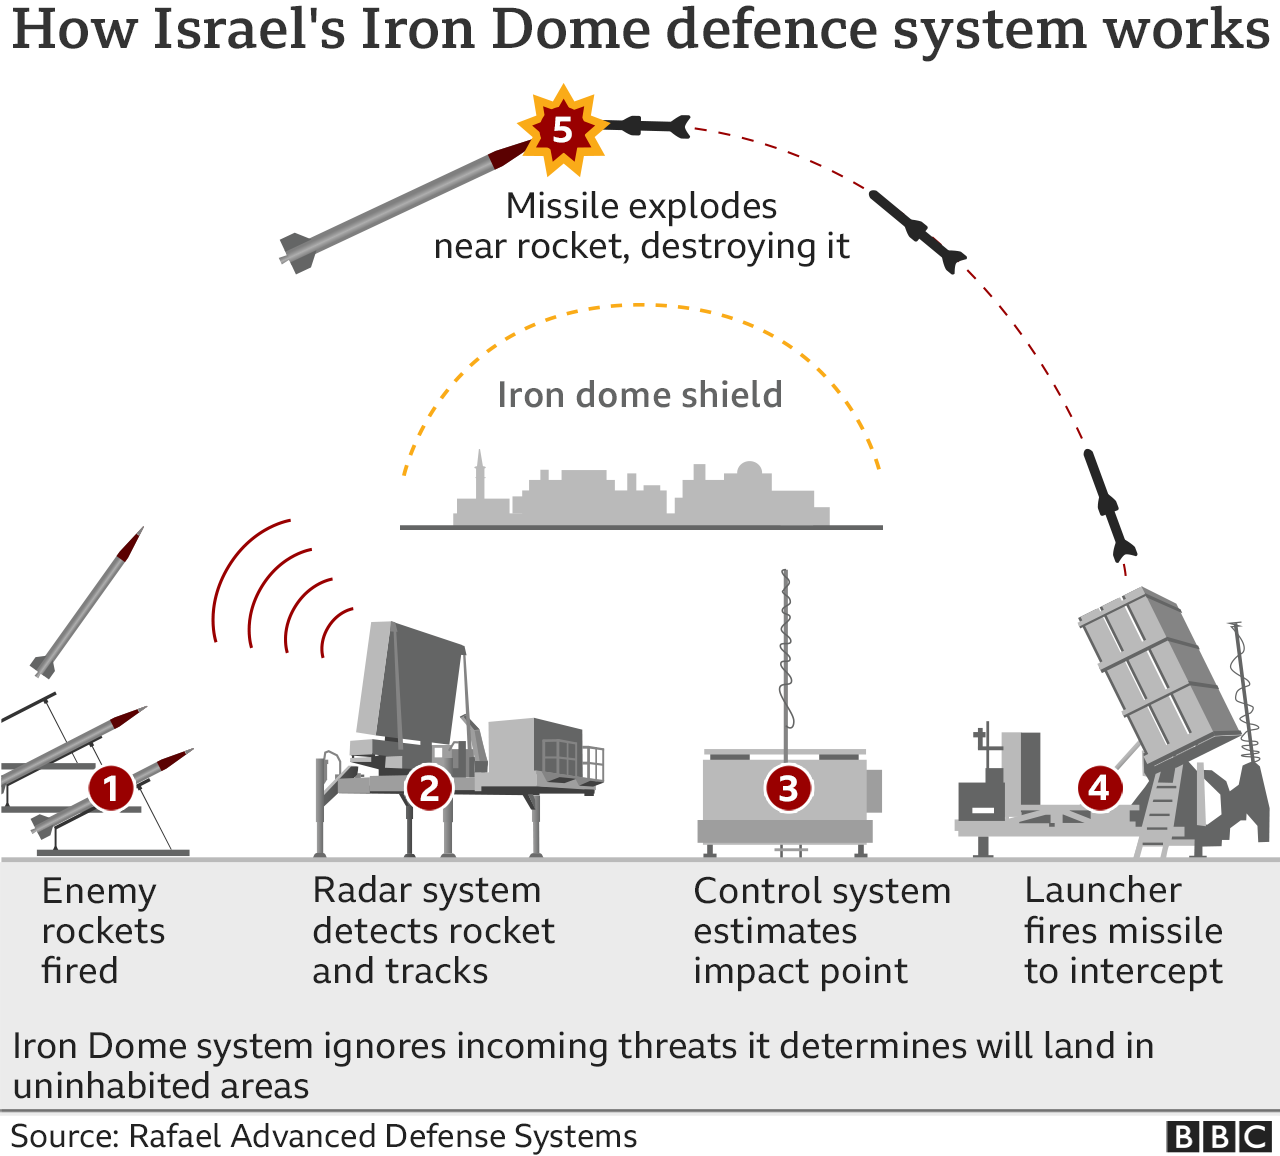 How Israel's Iron Dome defence system works
5
Missile explodes
near rocket, destroying it
Iron dome shield
1
2
3
4
Enemy
rockets
fired
Radar system
detects rocket
and tracks
Control system
estimates
impact point
Launcher
fires missile
to intercept
Iron Dome system ignores incoming threats it determines will land in
uninhabited areas
Source: Rafael Advanced Defense Systems
BBC